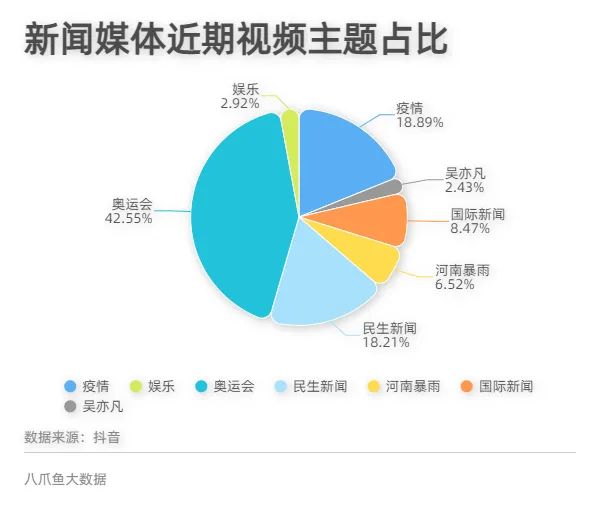 新闻媒体近期视频主题占比
娱乐
2.92%
疫情
18.89%
吴亦凡
2.43%
奥运会
42.55%
国际新闻
8.47%
河南暴雨
6.52%
民生新闻
18.21%
疫情 娱乐 奥运会 民生新闻 河南暴雨 国际新闻
吴亦凡
数据来源：抖音
八爪鱼大数据